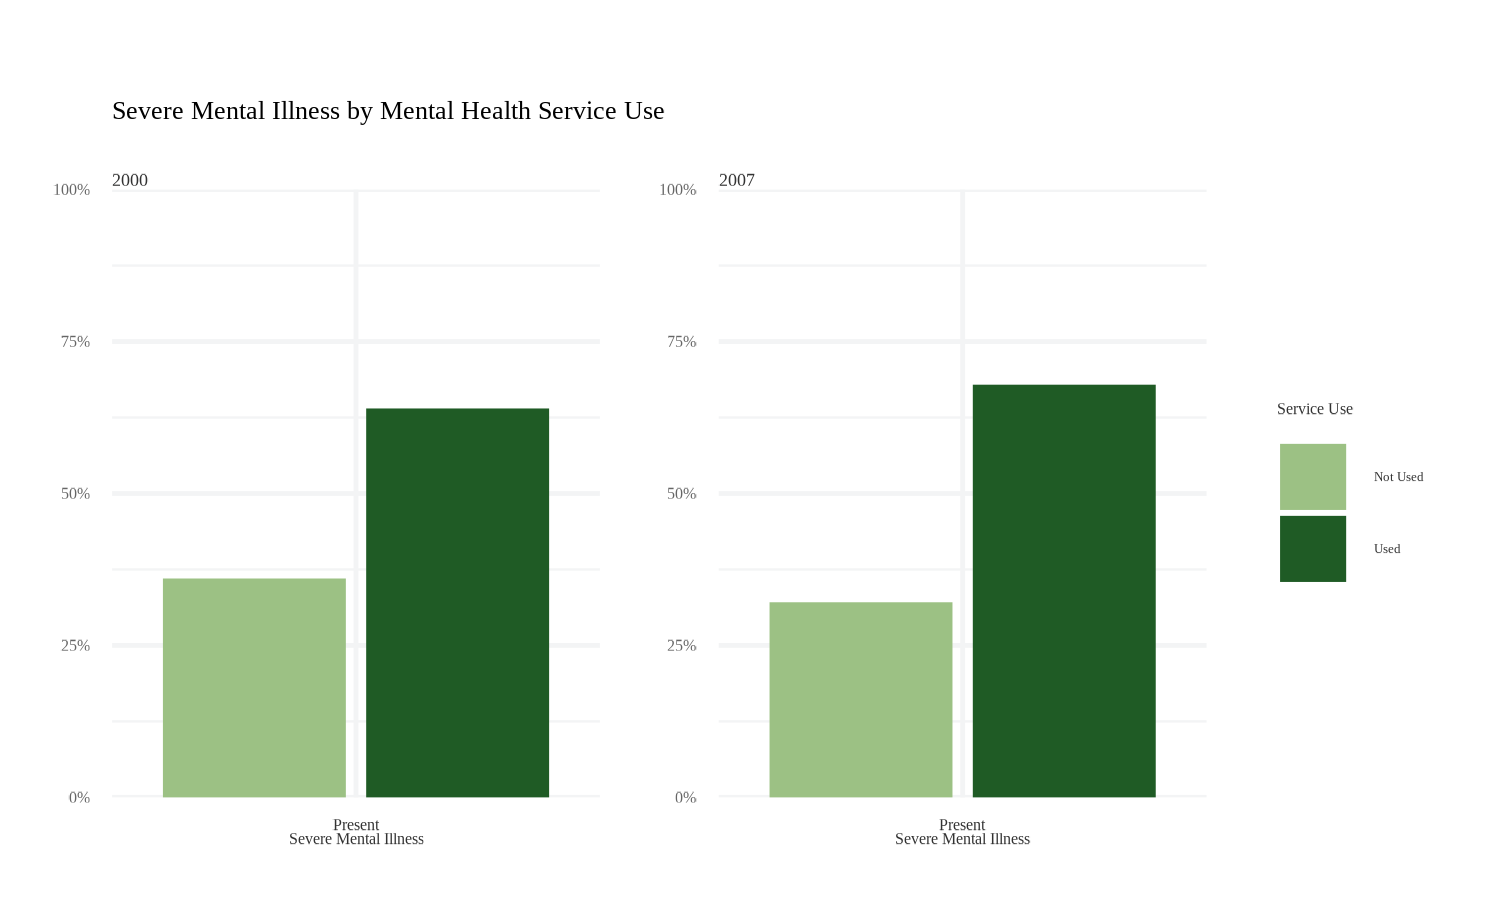 Severe Mental Illness by Mental Health Service Use
2000
100%
75%
50%
25%
0%
Present
Severe Mental Illness
2007
100%
75%
50%
25%
0%
Present
Severe Mental Illness
Service Use
Not Used
Used